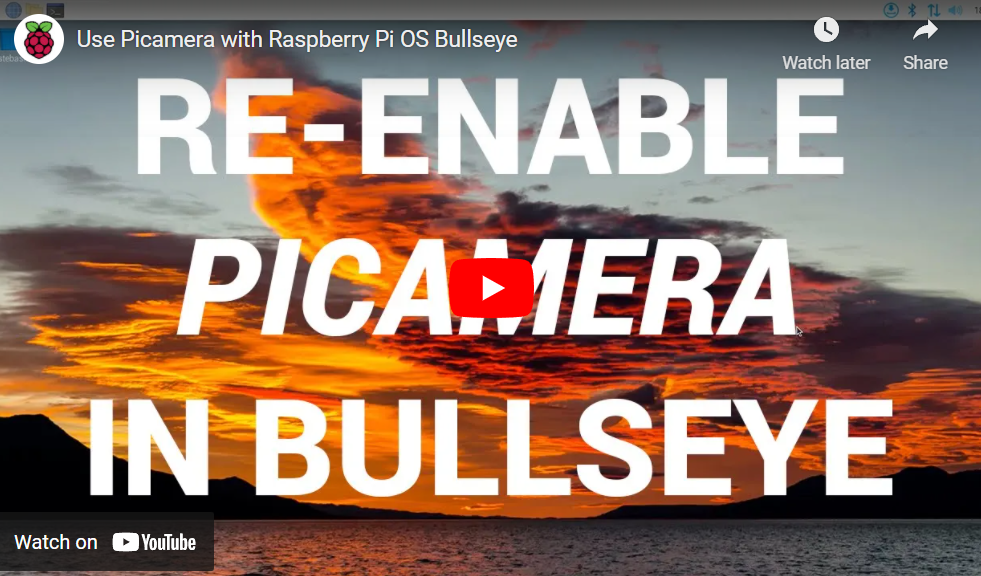 Use Picamera with Raspberry Pi OS Bullseye
Watch later
Share
RE-ENABLE
PICAMERA
IN BULLSEYE
Watch on YouTube